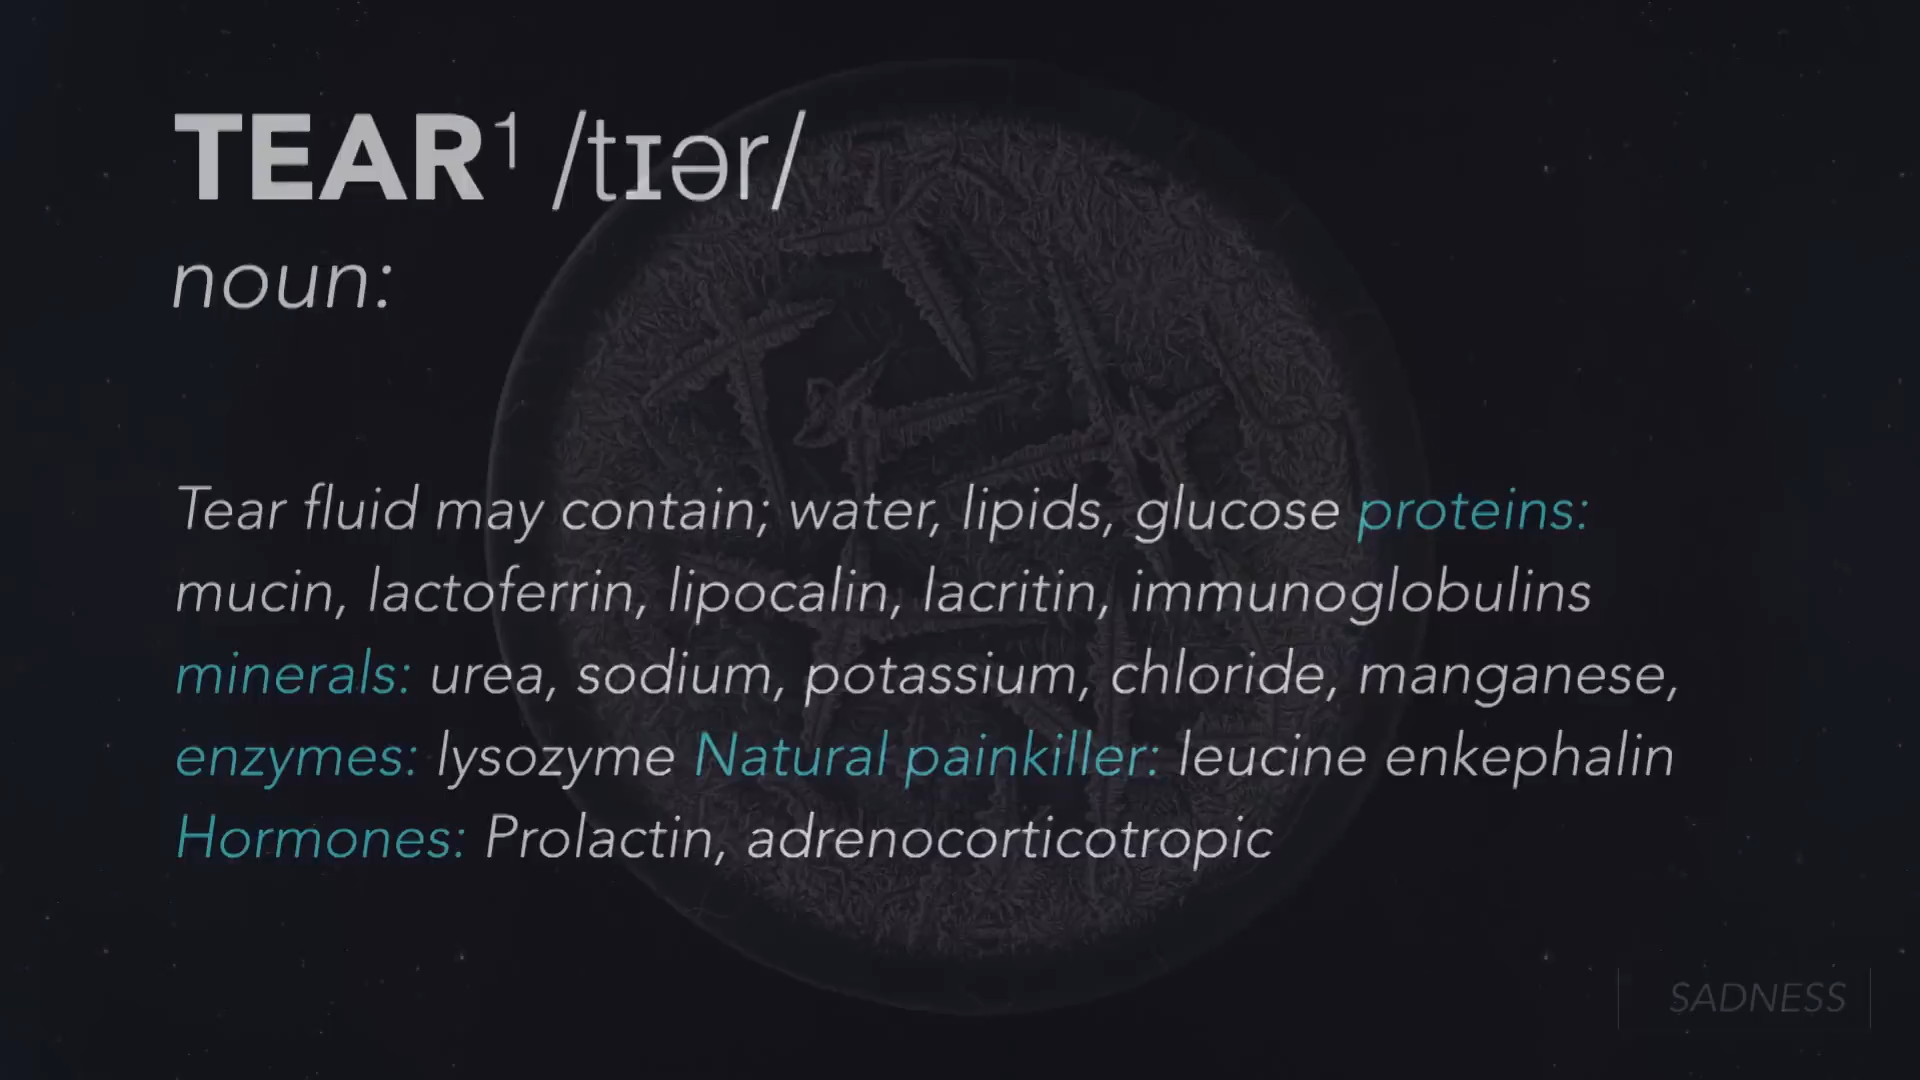 TEAR¹ /tɪər/
noun:
Tear fluid may contain; water, lipids, glucose proteins:
mucin, lactoferrin, lipocalin, lacritin, immunoglobulins
minerals: urea, sodium, potassium, chloride, manganese,
enzymes: lysozyme Natural painkiller: leucine enkephalin
Hormones: Prolactin, adrenocorticotropic
SADNESS